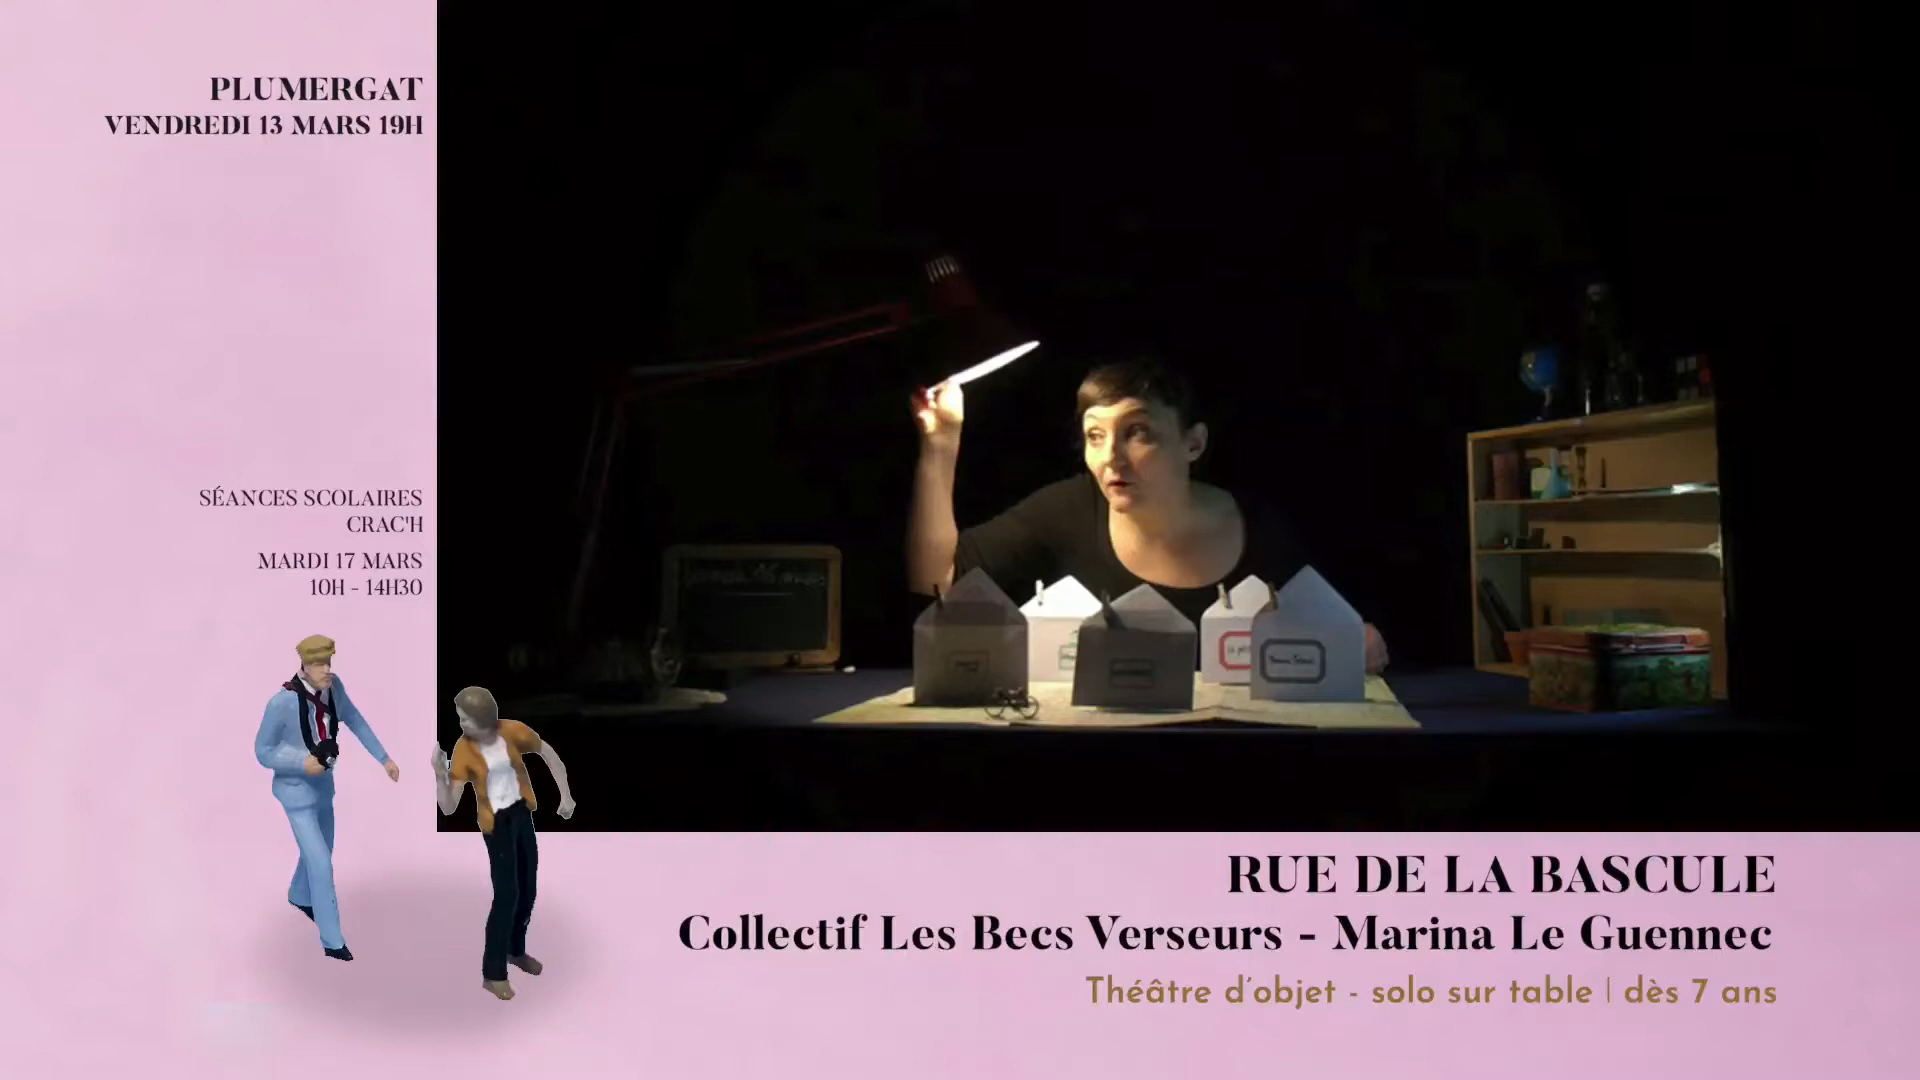 PLUMERGAT
VENDREDI 13 MARS 19H
SÉANCES SCOLAIRES
CRAC'H
MARDI 17 MARS
10H - 14H30
RUE DE LA BASCULE
Collectif Les Becs Verseurs - Marina Le Guennec
Théâtre d'objet - solo sur table | dès 7 ans